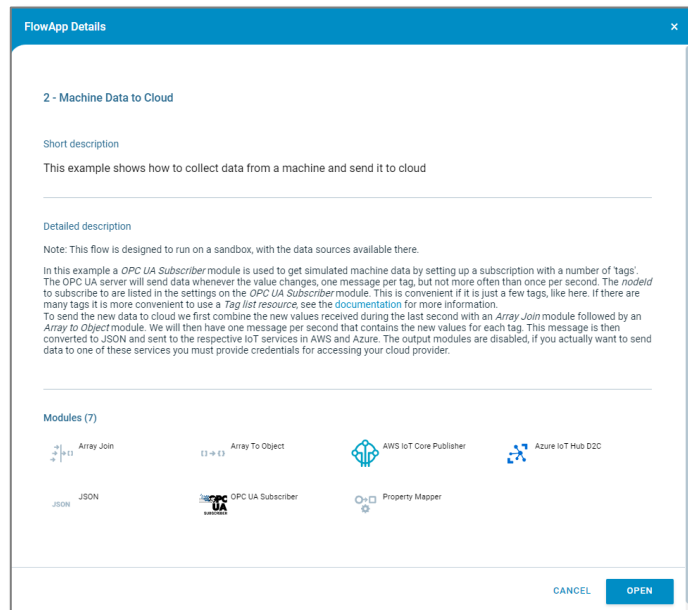 FlowApp Details
×
2 - Machine Data to Cloud
Short description
This example shows how to collect data from a machine and send it to cloud
Detailed description
Note: This flow is designed to run on a sandbox, with the data sources available there.
In this example a OPC UA Subscriber module is used to get simulated machine data by setting up a subscription with a number of 'tags'.
The OPC UA server will send data whenever the value changes, one message per tag, but not more often than once per second. The nodeId
to subscribe to are listed in the settings on the OPC UA Subscriber module. This is convenient if it is just a few tags, like here. If there are
many tags it is more convenient to use a Tag list resource, see the documentation for more information.
To send the new data to cloud we first combine the new values received during the last second with an Array Join module followed by an
Array to Object module. We will then have one message per second that contains the new values for each tag. This message is then
converted to JSON and sent to the respective IoT services in AWS and Azure. The output modules are disabled, if you actually want to send
data to one of these services you must provide credentials for accessing your cloud provider.
Modules (7)
Array Join
Array To Object
AWS IoT Core Publisher
Azure IoT Hub D2C
JSON
JSON
OPC
UA
SUBSCRIBER
OPC UA Subscriber
Property Mapper
CANCEL
OPEN